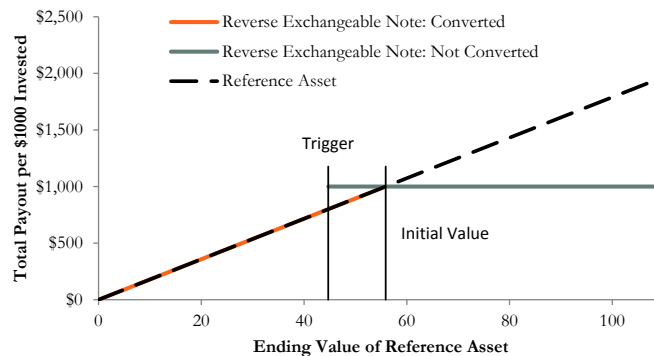 $2,500
$2,000
$1,500
$1,000
$500
$0
Total Payout per $1000 Invested
Reverse Exchangeable Note: Converted
Reverse Exchangeable Note: Not Converted
Reference Asset
Trigger
Initial Value
0 20 40 60 80 100
Ending Value of Reference Asset